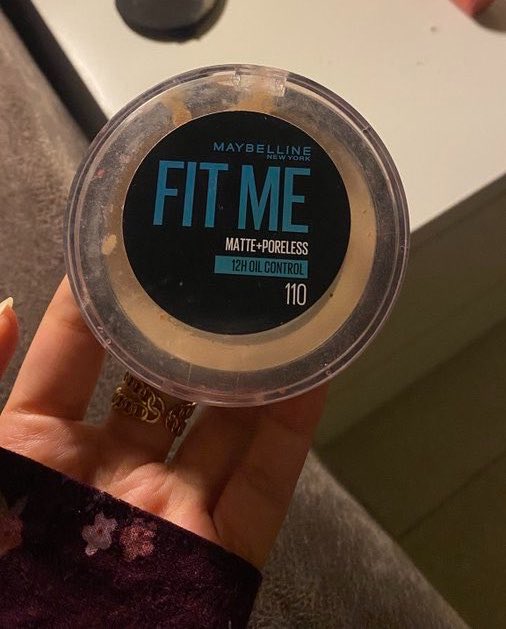 MAYBELLINE
NEW YORK
FIT ME
MATTE+PORELESS
12H OIL CONTROL
110